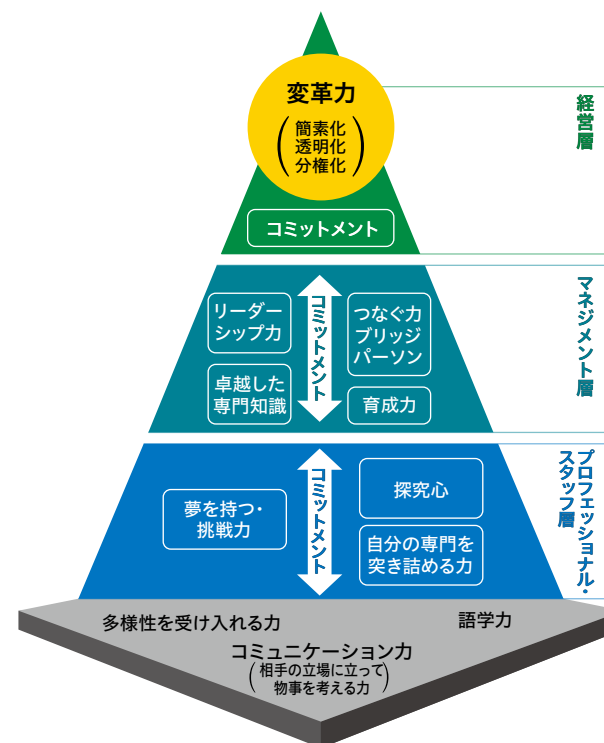 変革力
簡素化
透明化
分権化
コミットメント
経営層
リーダー
シップ力
コミットメント
つなぐ力
ブリッジ
パーソン
卓越した
専門知識
育成力
マネジメント層
夢を持つ・
挑戦力
コミットメント
探究心
自分の専門を
突き詰める力
プロフェッショナル・
スタッフ層
多様性を受け入れる力
語学力
コミュニケーション力
(相手の立場に立って
物事を考える力)